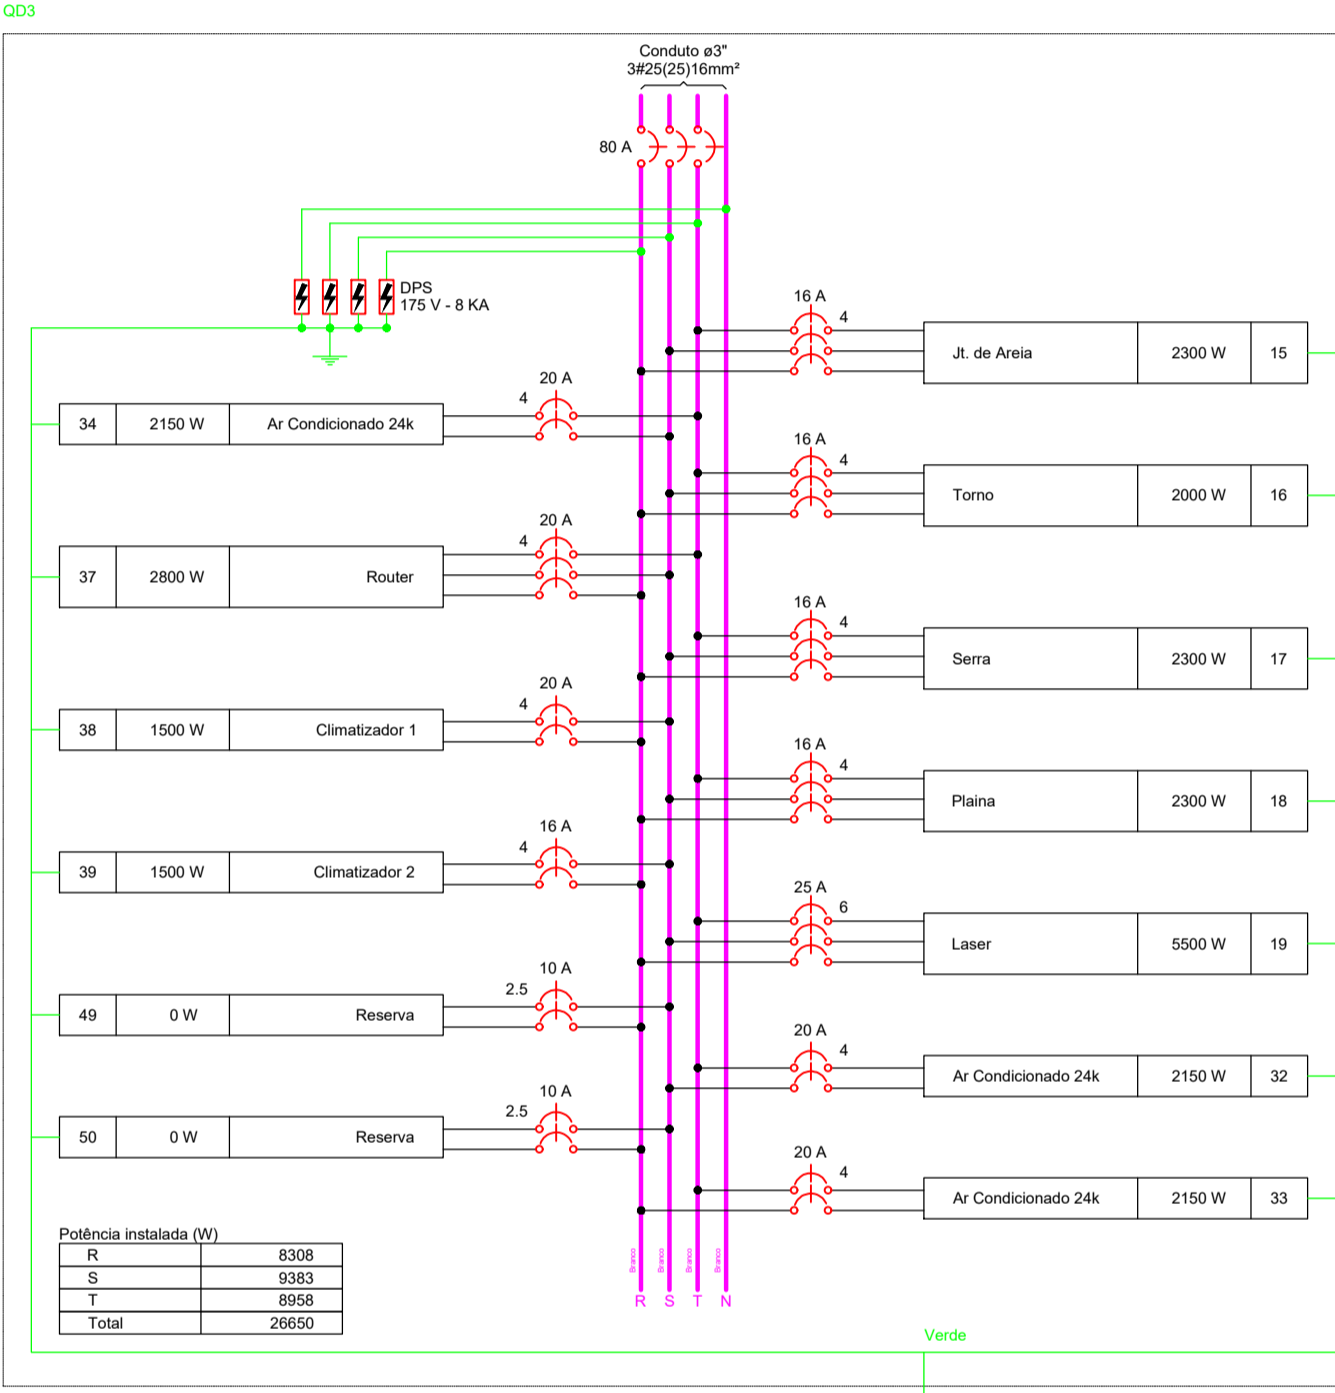 QD3
Conduto ø3"
3#25(25)16mm²
80 A
DPS
175 V - 8 KA
16 A
4
Jt. de Areia 2300 W 15
20 A
4
34 2150 W Ar Condicionado 24k
16 A
4
Torno 2000 W 16
20 A
4
37 2800 W Router
16 A
4
Serra 2300 W 17
20 A
4
38 1500 W Climatizador 1
16 A
4
Plaina 2300 W 18
16 A
4
39 1500 W Climatizador 2
25 A
6
Laser 5500 W 19
10 A
2.5
49 0 W Reserva
20 A
4
Ar Condicionado 24k 2150 W 32
10 A
2.5
50 0 W Reserva
20 A
4
Ar Condicionado 24k 2150 W 33
Potência instalada (W)
R 8308
S 9383
T 8958
Total 26650
Branco Branco Branco Branco
R S T N
Verde